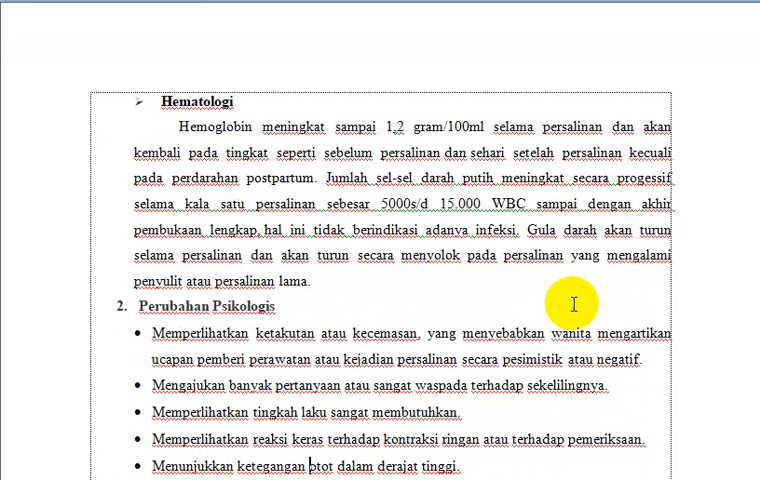 Hematologi
Hemoglobin meningkat sampai 1,2 gram/100ml selama persalinan dan akan
kembali pada tingkat seperti sebelum persalinan dan sehari setelah persalinan kecuali
pada perdarahan postpartum. Jumlah sel-sel darah putih meningkat secara progessif
selama kala satu persalinan sebesar 5000s/d 15.000 WBC sampai dengan akhir
pembukaan lengkap, hal ini tidak berindikasi adanya infeksi. Gula darah akan turun
selama persalinan dan akan turun secara menyolok pada persalinan yang mengalami
penyulit atau persalinan lama.
2. Perubahan Psikologis
• Memperlihatkan ketakutan atau kecemasan, yang menyebabkan wanita mengartikan
ucapan pemberi perawatan atau kejadian persalinan secara pesimistik atau negatif.
• Mengajukan banyak pertanyaan atau sangat waspada terhadap sekelilingnya.
• Memperlihatkan tingkah laku sangat membutuhkan.
• Memperlihatkan reaksi keras terhadap kontraksi ringan atau terhadap pemeriksaan.
• Menunjukkan ketegangan otot dalam derajat tinggi.